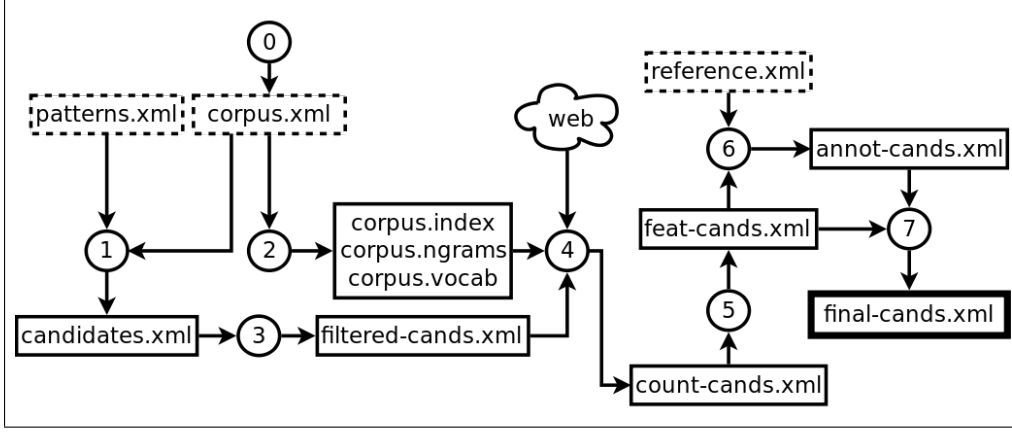 0
reference.xml
patterns.xml
corpus.xml
web
6
annot-cands.xml
1
2
corpus.index
corpus.ngrams
corpus.vocab
4
feat-cands.xml
7
candidates.xml
3
filtered-cands.xml
5
final-cands.xml
count-cands.xml